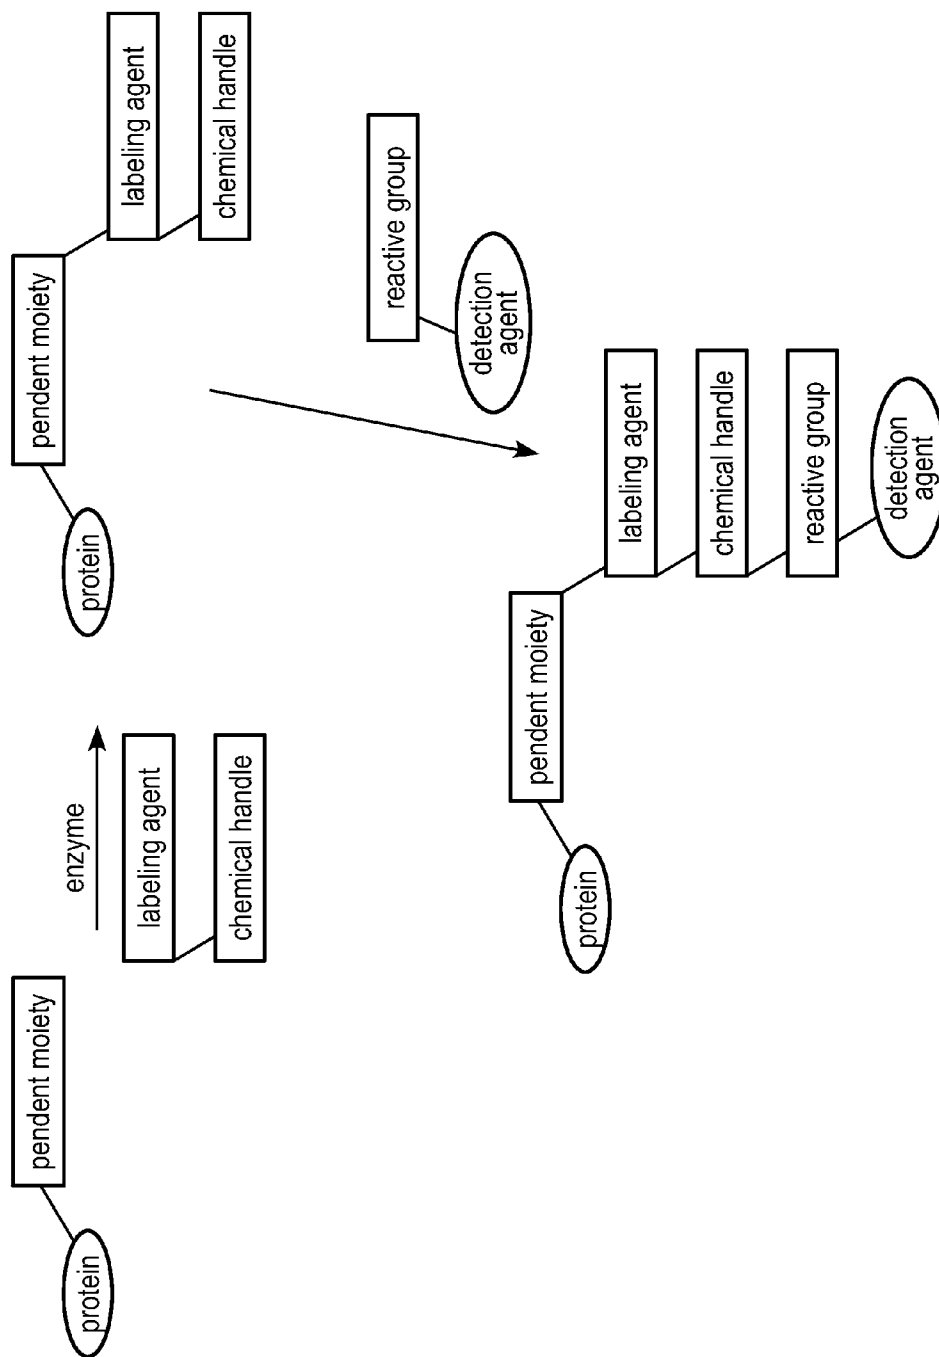 protein
pendent moiety
enzyme
labeling agent
chemical handle
protein
pendent moiety
labeling agent
chemical handle
reactive group
detection
agent
protein
pendent moiety
labeling agent
chemical handle
reactive group
detection
agent